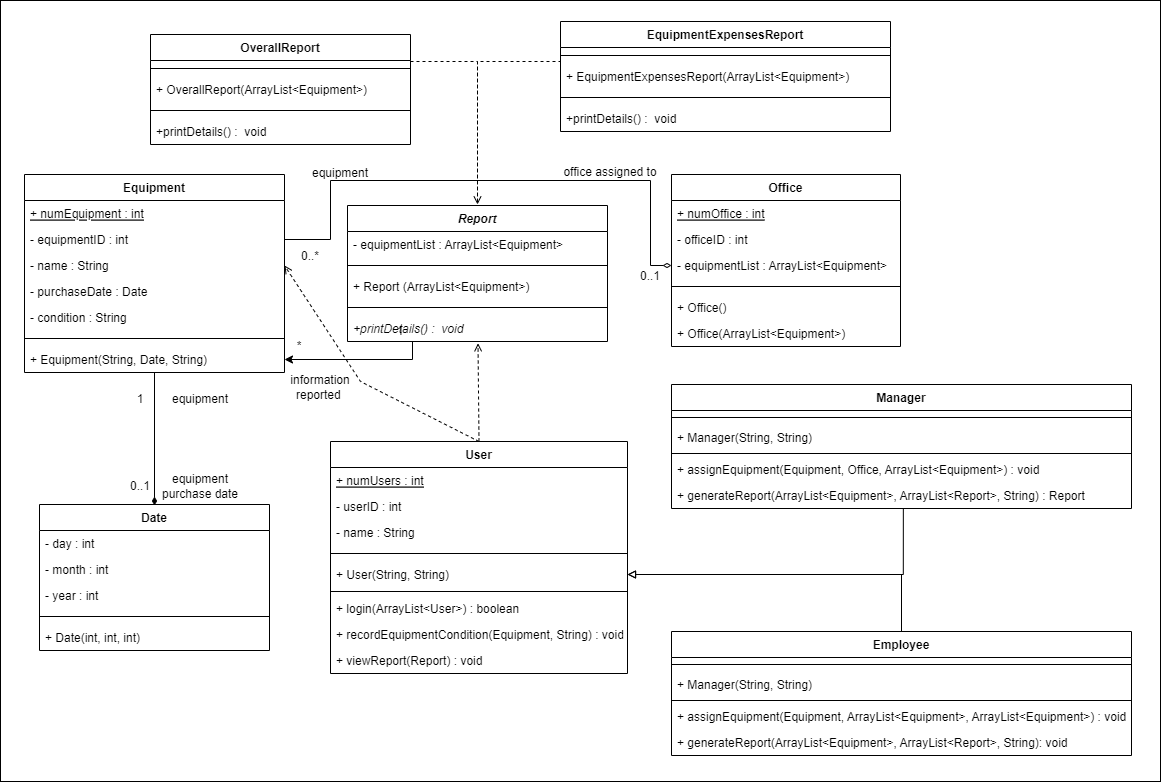 OverallReport
+ OverallReport(ArrayList<Equipment>)
+printDetails() : void
EquipmentExpensesReport
+ EquipmentExpensesReport(ArrayList<Equipment>)
+printDetails() : void
equipment
office assigned to
Equipment
+ numEquipment : int
- equipmentID : int
- name : String
- purchaseDate : Date
- condition : String
+ Equipment(String, Date, String)
0..*
Report
- equipmentList : ArrayList<Equipment>
+ Report (ArrayList<Equipment>)
+printDetails() : void
0..1
Office
+ numOffice : int
- officeID : int
- equipmentList : ArrayList<Equipment>
+ Office()
+ Office(ArrayList<Equipment>)
*
information
reported
1
equipment
0..1
equipment
purchase date
Date
- day : int
- month : int
- year : int
+ Date(int, int, int)
User
+ numUsers : int
- userID : int
- name : String
+ User(String, String)
+ login(ArrayList<User>) : boolean
+ recordEquipmentCondition(Equipment, String) : void
+ viewReport(Report) : void
Manager
+ Manager(String, String)
+ assignEquipment(Equipment, Office, ArrayList<Equipment>) : void
+ generateReport(ArrayList<Equipment>, ArrayList<Report>, String) : Report
Employee
+ Manager(String, String)
+ assignEquipment(Equipment, ArrayList<Equipment>, ArrayList<Equipment>) : void
+ generateReport(ArrayList<Equipment>, ArrayList<Report>, String): void